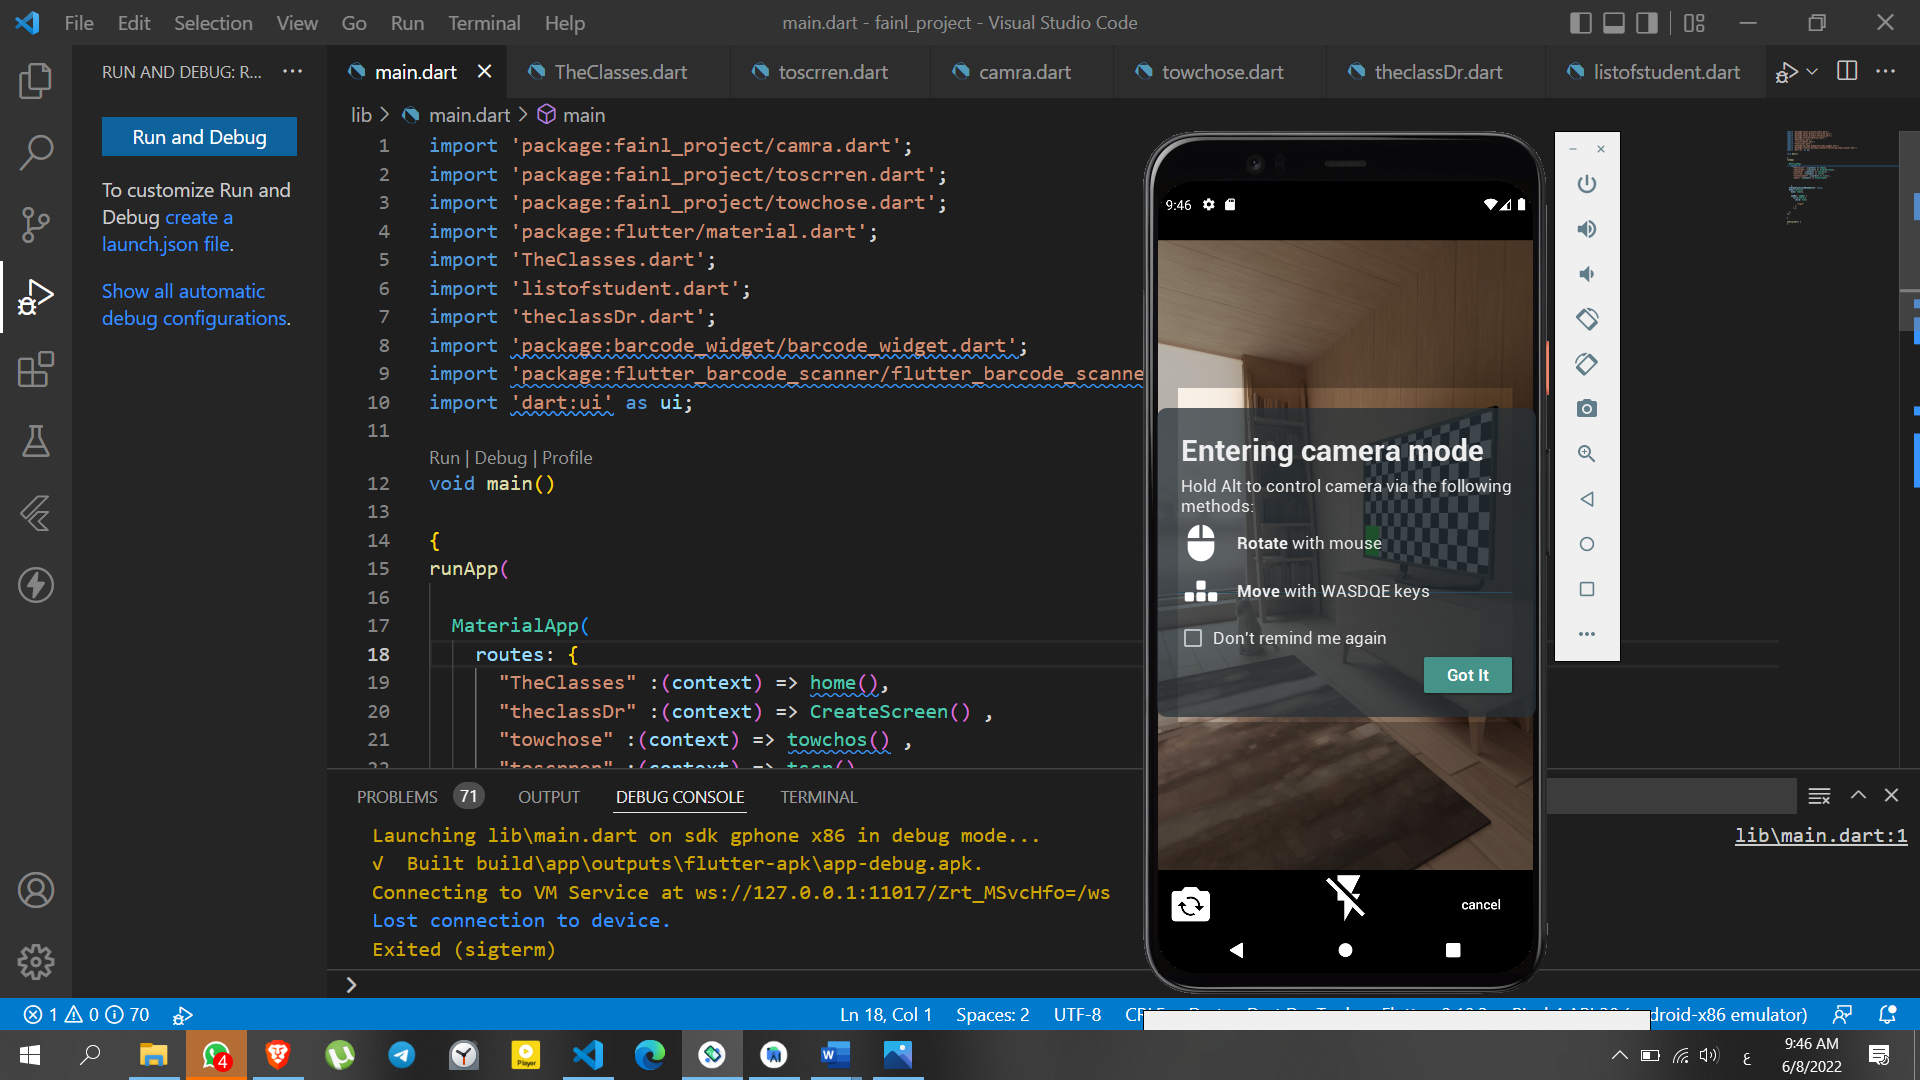 File Edit Selection View Go Run Terminal Help
main.dart - fainl_project - Visual Studio Code
RUN AND DEBUG: R...
main.dart TheClasses.dart toscrren.dart camra.dart towchose.dart theclassDr.dart listofstudent.dart
lib > main.dart > main
Run and Debug
To customize Run and
Debug create a
launch.json file.
Show all automatic
debug configurations.
1 import 'package:fainl_project/camra.dart';
2 import 'package:fainl_project/toscrren.dart';
3 import 'package:fainl_project/towchose.dart';
4 import 'package:flutter/material.dart';
5 import 'TheClasses.dart';
6 import 'listofstudent.dart';
7 import 'theclassDr.dart';
8 import 'package:barcode_widget/barcode_widget.dart';
9 import 'package:flutter_barcode_scanner/flutter_barcode_scanne
10 import 'dart:ui' as ui;
11
Run | Debug | Profile
12 void main()
13
14 {
15 runApp(
16
17 MaterialApp(
18 routes: {
19 "TheClasses" :(context) => home(),
20 "theclassDr" :(context) => CreateScreen() ,
21 "towchose" :(context) => towchos() ,
22 "toscrren" :(context) => tscr()
9:46
Entering camera mode
Hold Alt to control camera via the following
methods:
Rotate with mouse
Move with WASDQE keys
Don't remind me again
Got It
cancel
PROBLEMS 71 OUTPUT DEBUG CONSOLE TERMINAL
Launching lib\main.dart on sdk gphone x86 in debug mode...
lib\main.dart:1
√ Built build\app\outputs\flutter-apk\app-debug.apk.
Connecting to VM Service at ws://127.0.0.1:11017/Zrt_MSvcHfo=/ws
Lost connection to device.
Exited (sigterm)
1 0 70
Ln 18, Col 1 Spaces: 2 UTF-8
droid-x86 emulator)
4
Player
ع
9:46 AM
6/8/2022